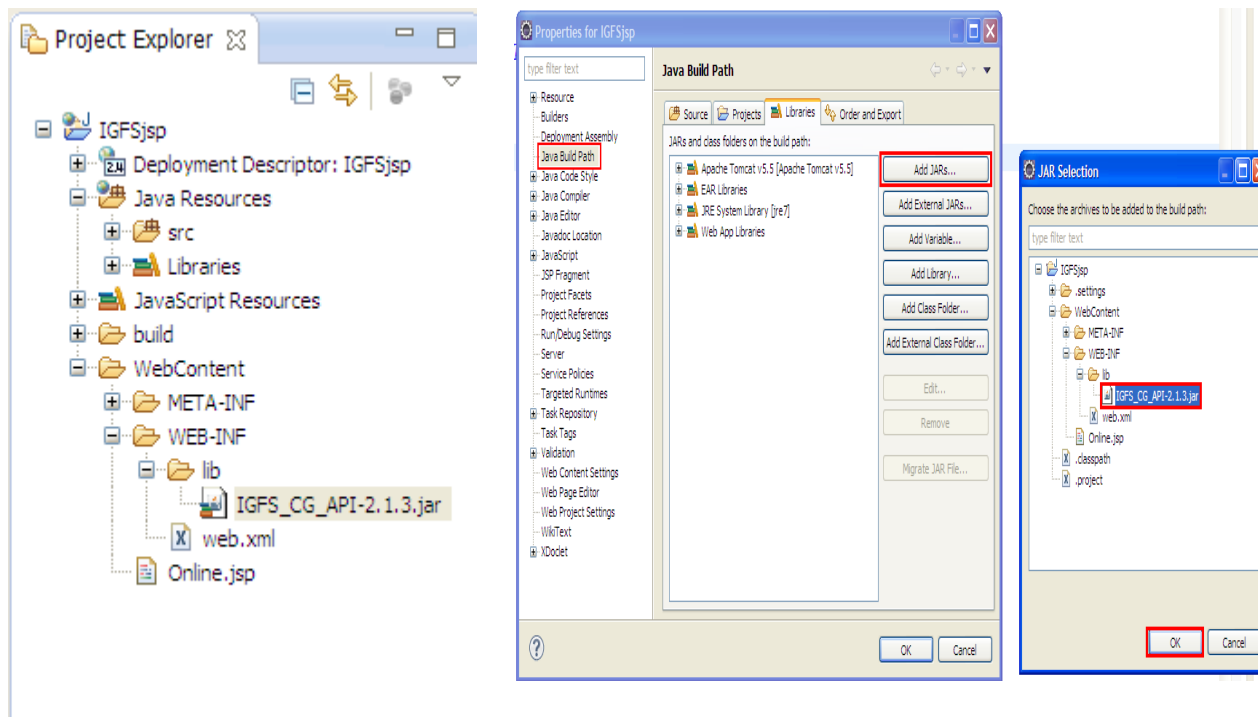 Project Explorer
IGFSjsp
Deployment Descriptor: IGFSjsp
Java Resources
src
Libraries
JavaScript Resources
build
WebContent
META-INF
WEB-INF
lib
IGFS_CG_API-2.1.3.jar
web.xml
Online.jsp
Properties for IGFSjsp
type filter text
Resource
Builders
Deployment Assembly
Java Build Path
Java Code Style
Java Compiler
Java Editor
Javadoc Location
JavaScript
JSP Fragment
Project Facets
Project References
Run/Debug Settings
Server
Service Policies
Targeted Runtimes
Task Repository
Task Tags
Validation
Web Content Settings
Web Page Editor
Web Project Settings
WikiText
XDoclet
Java Build Path
Source Projects Libraries Order and Export
JARs and class folders on the build path:
Apache Tomcat v5.5 [Apache Tomcat v5.5]
EAR Libraries
JRE System Library [jre7]
Web App Libraries
Add JARs...
Add External JARs...
Add Variable...
Add Library...
Add Class Folder...
Add External Class Folder...
Edit...
Remove
Migrate JAR File...
OK Cancel
JAR Selection
Choose the archives to be added to the build path:
type filter text
IGFSjsp
.settings
WebContent
META-INF
WEB-INF
lib
IGFS_CG_API-2.1.3.jar
web.xml
Online.jsp
.classpath
.project
OK Cancel